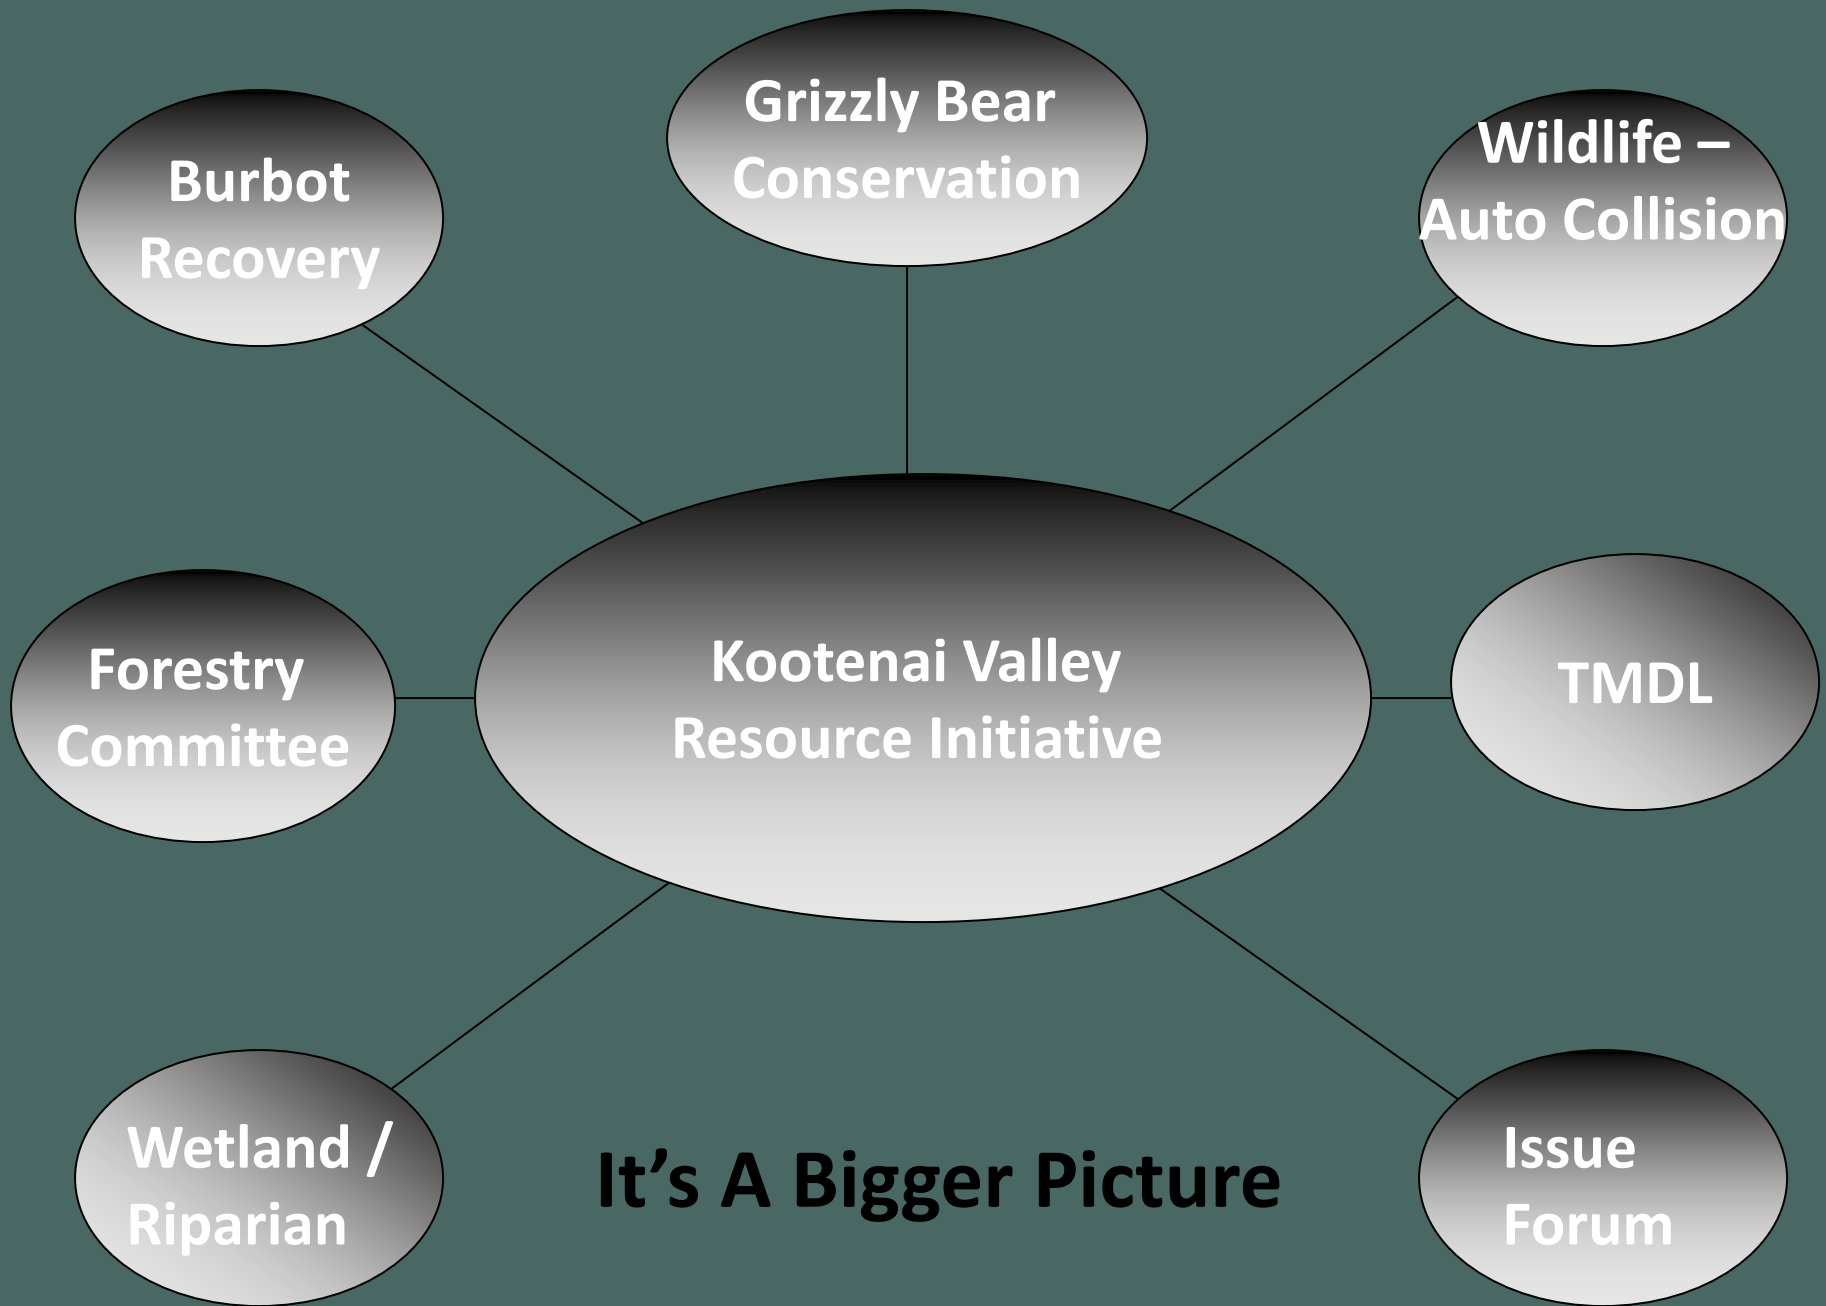 Grizzly Bear
Conservation
Burbot
Recovery
Wildlife –
Auto Collision
Forestry
Committee
Kootenai Valley
Resource Initiative
TMDL
Wetland /
Riparian
It’s A Bigger Picture
Issue
Forum